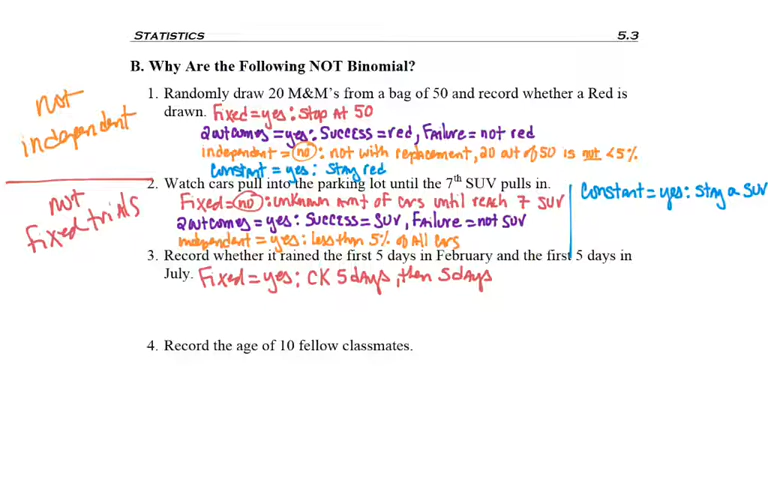 STATISTICS 5.3
B. Why Are the Following NOT Binomial?
not
independent
1. Randomly draw 20 M&M's from a bag of 50 and record whether a Red is
drawn. Fixed=yes: Stop At 50
2 outcomes=yes: Success=red, Failure=not red
independent=no: not with replacement, 20 out of 50 is not <5%
Constant=yes: Stay red
not
fixed trials
2. Watch cars pull into the parking lot until the 7th SUV pulls in.
Fixed=no: unknown amt of cars until reach 7 SUV
2 outcomes=yes: Success=SUV, Failure=not SUV
independent=yes: less than 5% of All cars
Constant=yes: Stay a SUV
3. Record whether it rained the first 5 days in February and the first 5 days in
July. Fixed=yes: CK 5 days, then 5 days
4. Record the age of 10 fellow classmates.